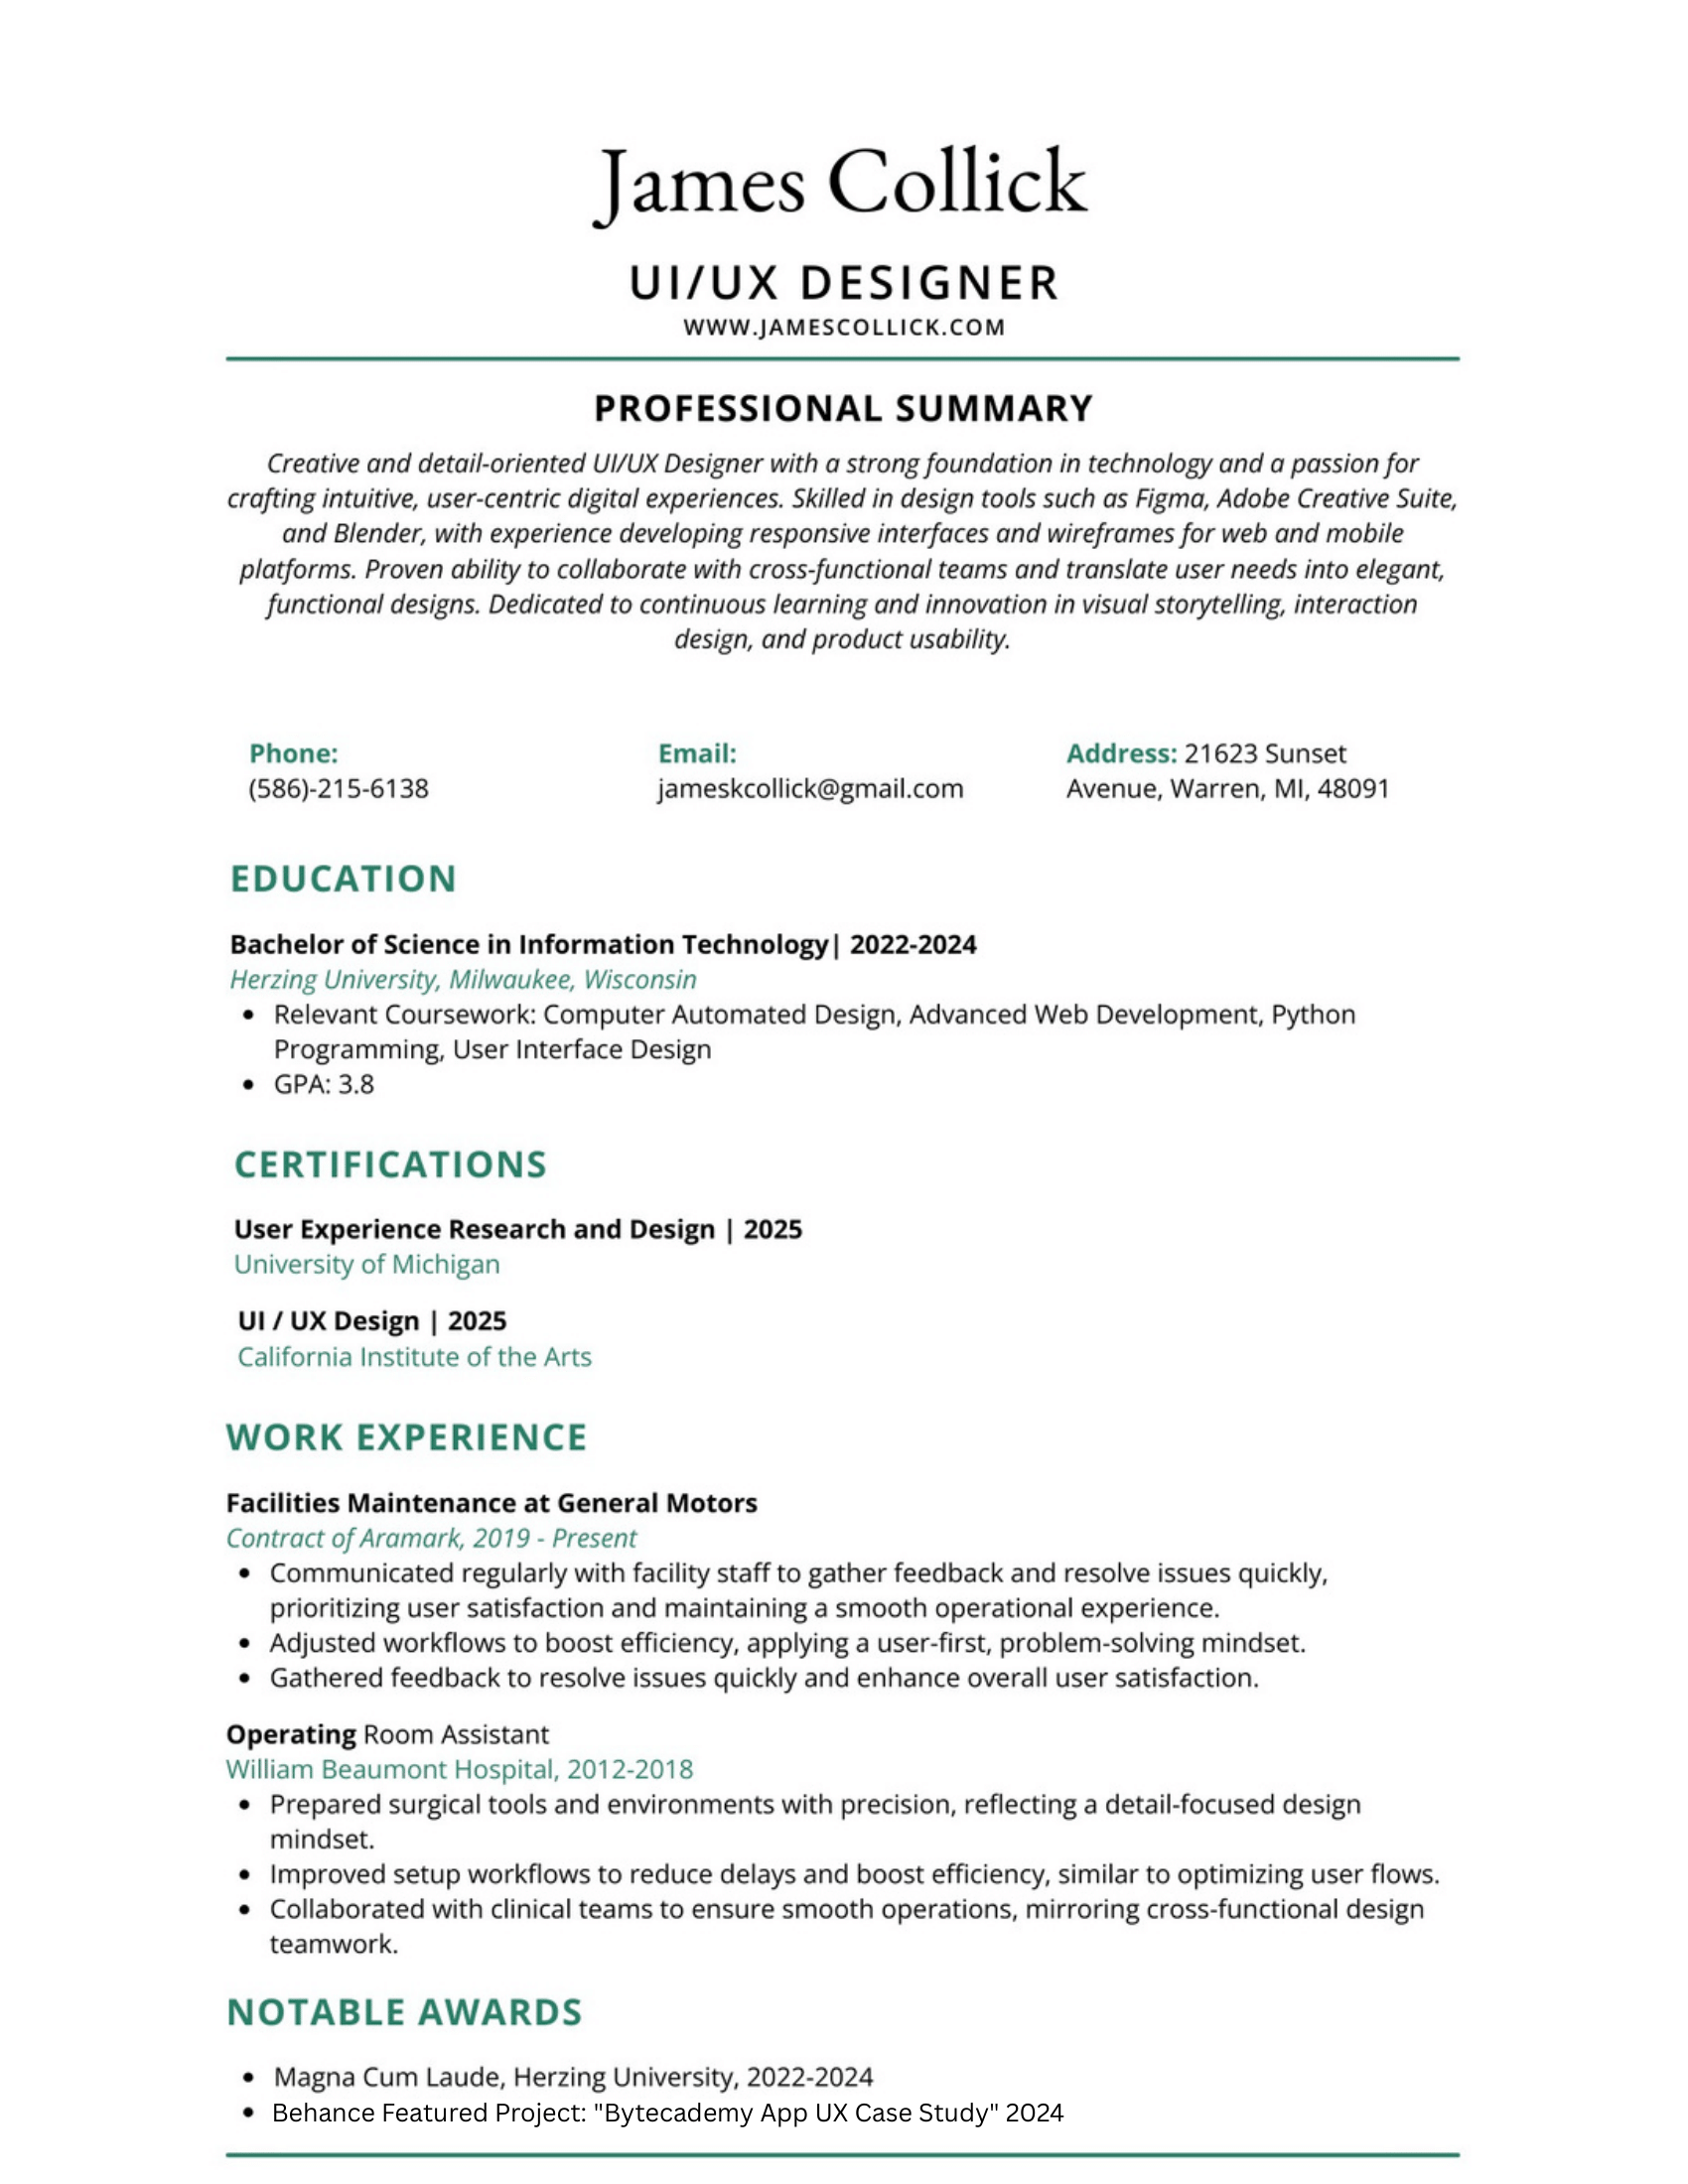 James Collick
UI/UX DESIGNER
WWW.JAMESCOLLICK.COM
PROFESSIONAL SUMMARY
Creative and detail-oriented UI/UX Designer with a strong foundation in technology and a passion for
crafting intuitive, user-centric digital experiences. Skilled in design tools such as Figma, Adobe Creative Suite,
and Blender, with experience developing responsive interfaces and wireframes for web and mobile
platforms. Proven ability to collaborate with cross-functional teams and translate user needs into elegant,
functional designs. Dedicated to continuous learning and innovation in visual storytelling, interaction
design, and product usability.
Phone:
(586)-215-6138
Email:
jameskcollick@gmail.com
Address: 21623 Sunset
Avenue, Warren, MI, 48091
EDUCATION
Bachelor of Science in Information Technology| 2022-2024
Herzing University, Milwaukee, Wisconsin
• Relevant Coursework: Computer Automated Design, Advanced Web Development, Python
Programming, User Interface Design
• GPA: 3.8
CERTIFICATIONS
User Experience Research and Design | 2025
University of Michigan
UI / UX Design | 2025
California Institute of the Arts
WORK EXPERIENCE
Facilities Maintenance at General Motors
Contract of Aramark, 2019 - Present
• Communicated regularly with facility staff to gather feedback and resolve issues quickly,
prioritizing user satisfaction and maintaining a smooth operational experience.
• Adjusted workflows to boost efficiency, applying a user-first, problem-solving mindset.
• Gathered feedback to resolve issues quickly and enhance overall user satisfaction.
Operating Room Assistant
William Beaumont Hospital, 2012-2018
• Prepared surgical tools and environments with precision, reflecting a detail-focused design
mindset.
• Improved setup workflows to reduce delays and boost efficiency, similar to optimizing user flows.
• Collaborated with clinical teams to ensure smooth operations, mirroring cross-functional design
teamwork.
NOTABLE AWARDS
• Magna Cum Laude, Herzing University, 2022-2024
• Behance Featured Project: "Bytecademy App UX Case Study" 2024